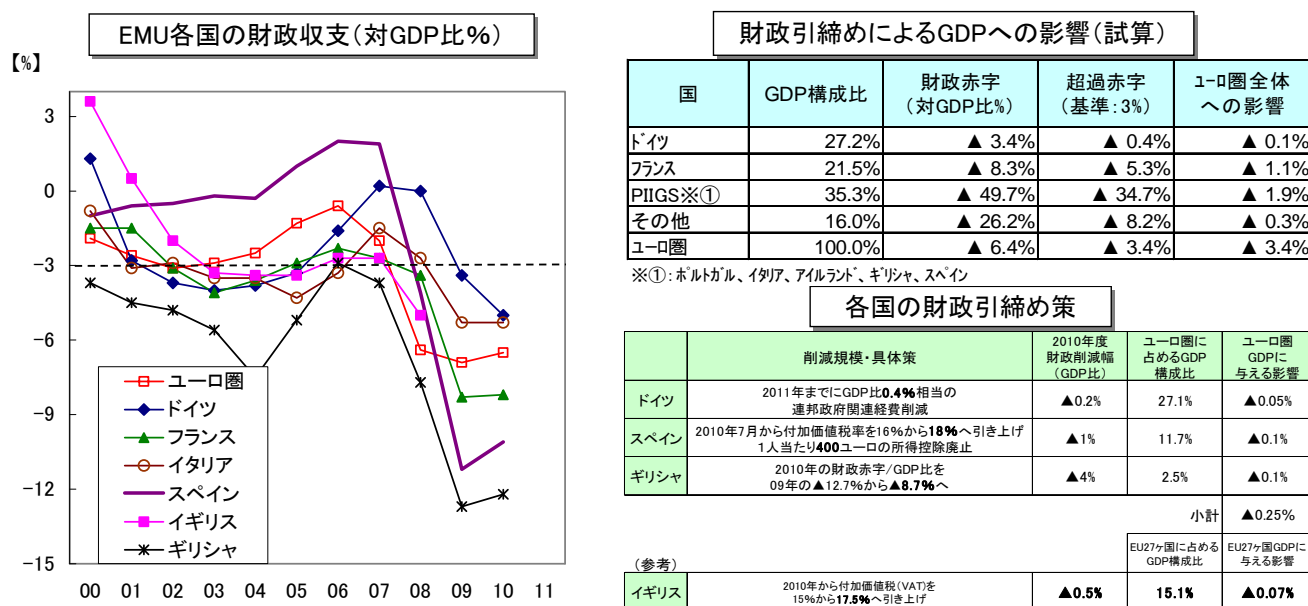 EMU各国の財政収支(対GDP比%)
【%】
3
0
-3
-6
-9
-12
-15
00 01 02 03 04 05 06 07 08 09 10 11
ユーロ圏
ドイツ
フランス
イタリア
スペイン
イギリス
ギリシャ
財政引締めによるGDPへの影響(試算)
国 GDP構成比 財政赤字 (対GDP比%) 超過赤字 (基準:3%) ユーロ圏全体 への影響
ドイツ 27.2% ▲ 3.4% ▲ 0.4% ▲ 0.1%
フランス 21.5% ▲ 8.3% ▲ 5.3% ▲ 1.1%
PIIGS※① 35.3% ▲ 49.7% ▲ 34.7% ▲ 1.9%
その他 16.0% ▲ 26.2% ▲ 8.2% ▲ 0.3%
ユーロ圏 100.0% ▲ 6.4% ▲ 3.4% ▲ 3.4%
※①:ポルトガル、イタリア、アイルランド、ギリシャ、スペイン
各国の財政引締め策
削減規模・具体策 2010年度 財政削減幅 (GDP比) ユーロ圏に 占めるGDP 構成比 ユーロ圏 GDPに 与える影響
ドイツ 2011年までにGDP比0.4%相当の 連邦政府関連経費削減 ▲0.2% 27.1% ▲0.05%
スペイン 2010年7月から付加価値税率を16%から18%へ引き上げ 1人当たり400ユーロの所得控除廃止 ▲1% 11.7% ▲0.1%
ギリシャ 2010年の財政赤字/GDP比を 09年の▲12.7%から▲8.7%へ ▲4% 2.5% ▲0.1%
小計 ▲0.25%
(参考) EU27ヶ国に占める GDP構成比 EU27ヶ国GDPに 与える影響
イギリス 2010年から付加価値税(VAT)を 15%から17.5%へ引き上げ ▲0.5% 15.1% ▲0.07%